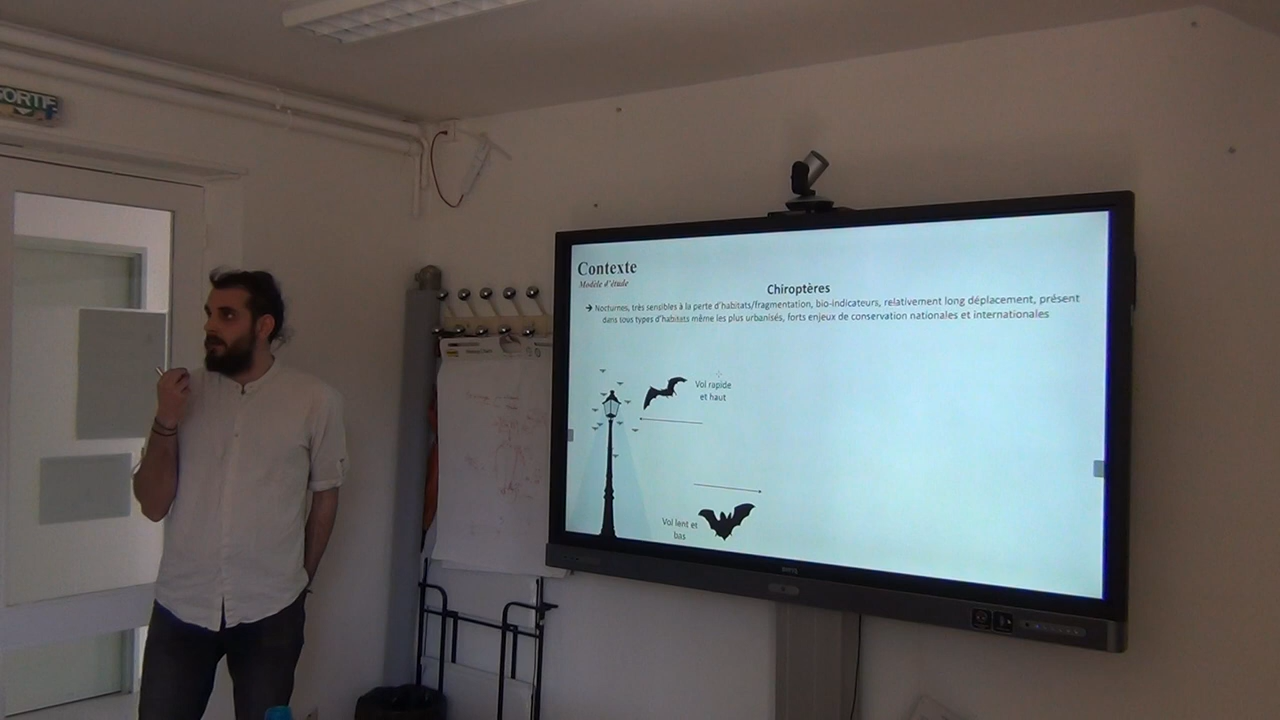 Contexte
Modèle d'étude
Chiroptères
➔ Nocturnes, très sensibles à la perte d'habitats/fragmentation, bio-indicateurs, relativement long déplacement, présent
dans tous types d'habitats même les plus urbanisés, forts enjeux de conservation nationales et internationales
Vol rapide
et haut
Vol lent et
bas
BenQ